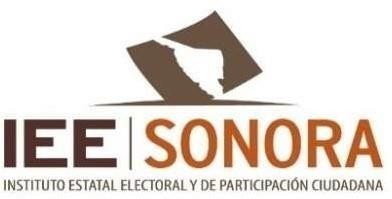 IEE | SONORA
INSTITUTO ESTATAL ELECTORAL Y DE PARTICIPACIÓN CIUDADANA